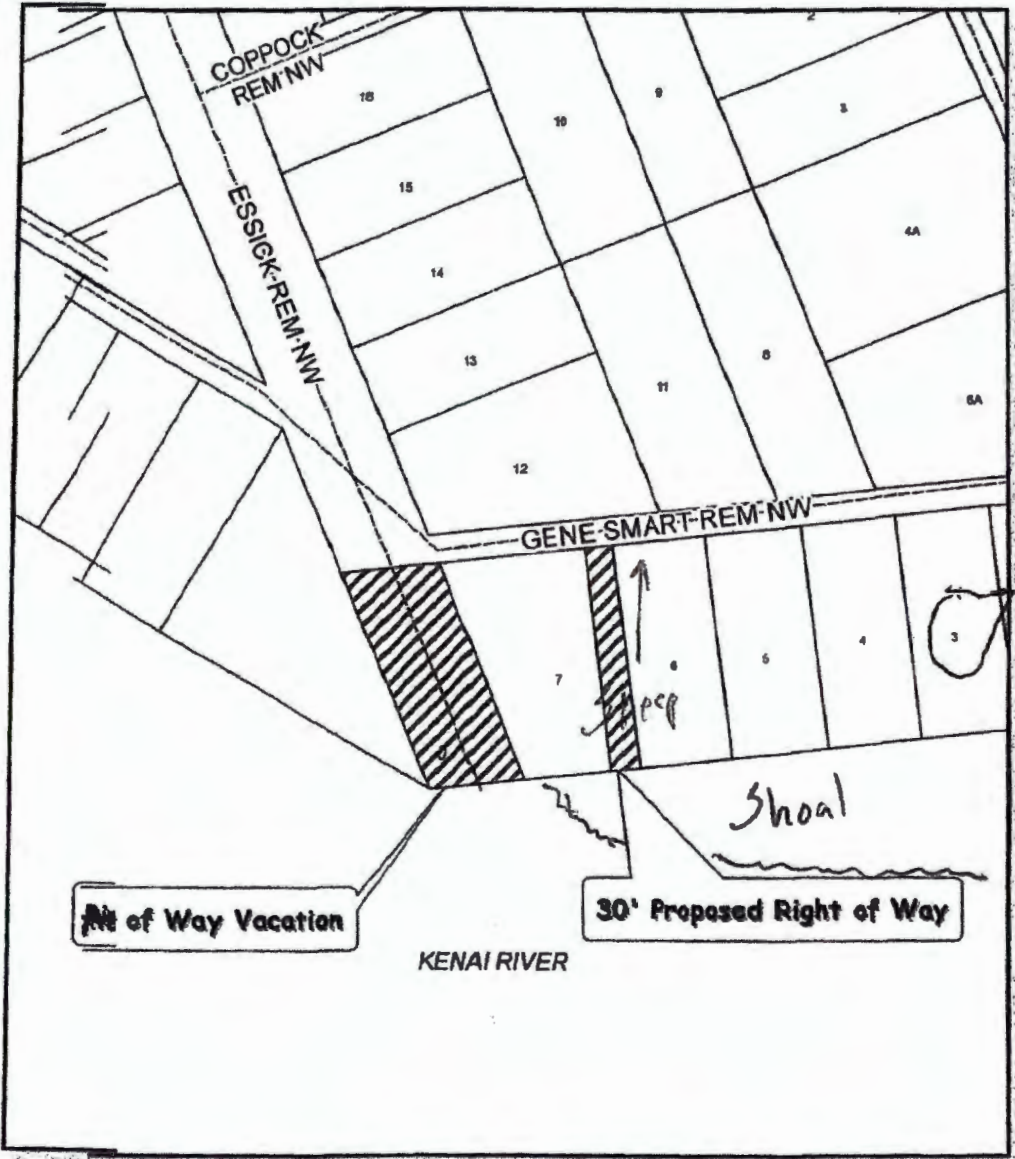 2
COPPOCK
REM NW
9
10
3
15
4A
ESSICK-REM-NW
14
13
8
11
6A
12
GENE-SMART-REM-NW
3
4
5
6
7
Steep
Shoal
of Way Vacation
30' Proposed Right of Way
KENAI RIVER